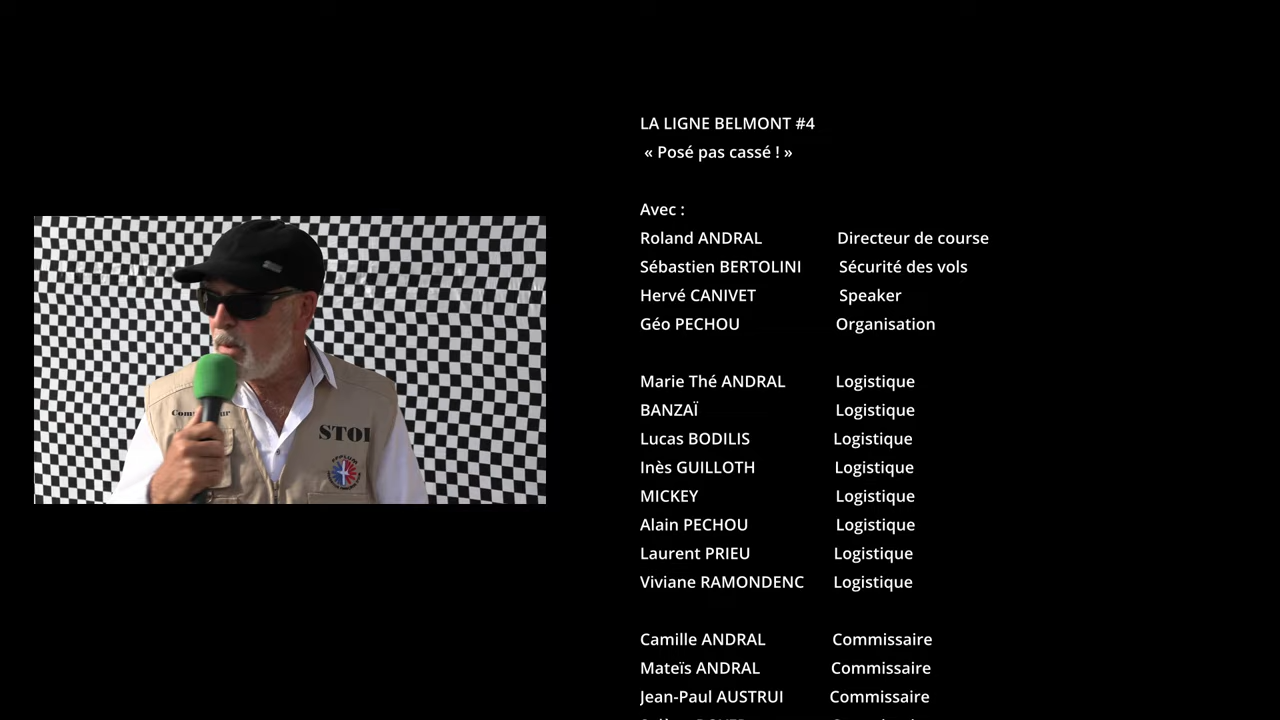 LA LIGNE BELMONT #4
« Posé pas cassé ! »
Avec :
Roland ANDRAL Directeur de course
Sébastien BERTOLINI Sécurité des vols
Hervé CANIVET Speaker
Géo PECHOU Organisation
Marie Thé ANDRAL Logistique
BANZAÏ Logistique
Lucas BODILIS Logistique
Inès GUILLOTH Logistique
MICKEY Logistique
Alain PECHOU Logistique
Laurent PRIEU Logistique
Viviane RAMONDENC Logistique
Camille ANDRAL Commissaire
Mateïs ANDRAL Commissaire
Jean-Paul AUSTRUI Commissaire